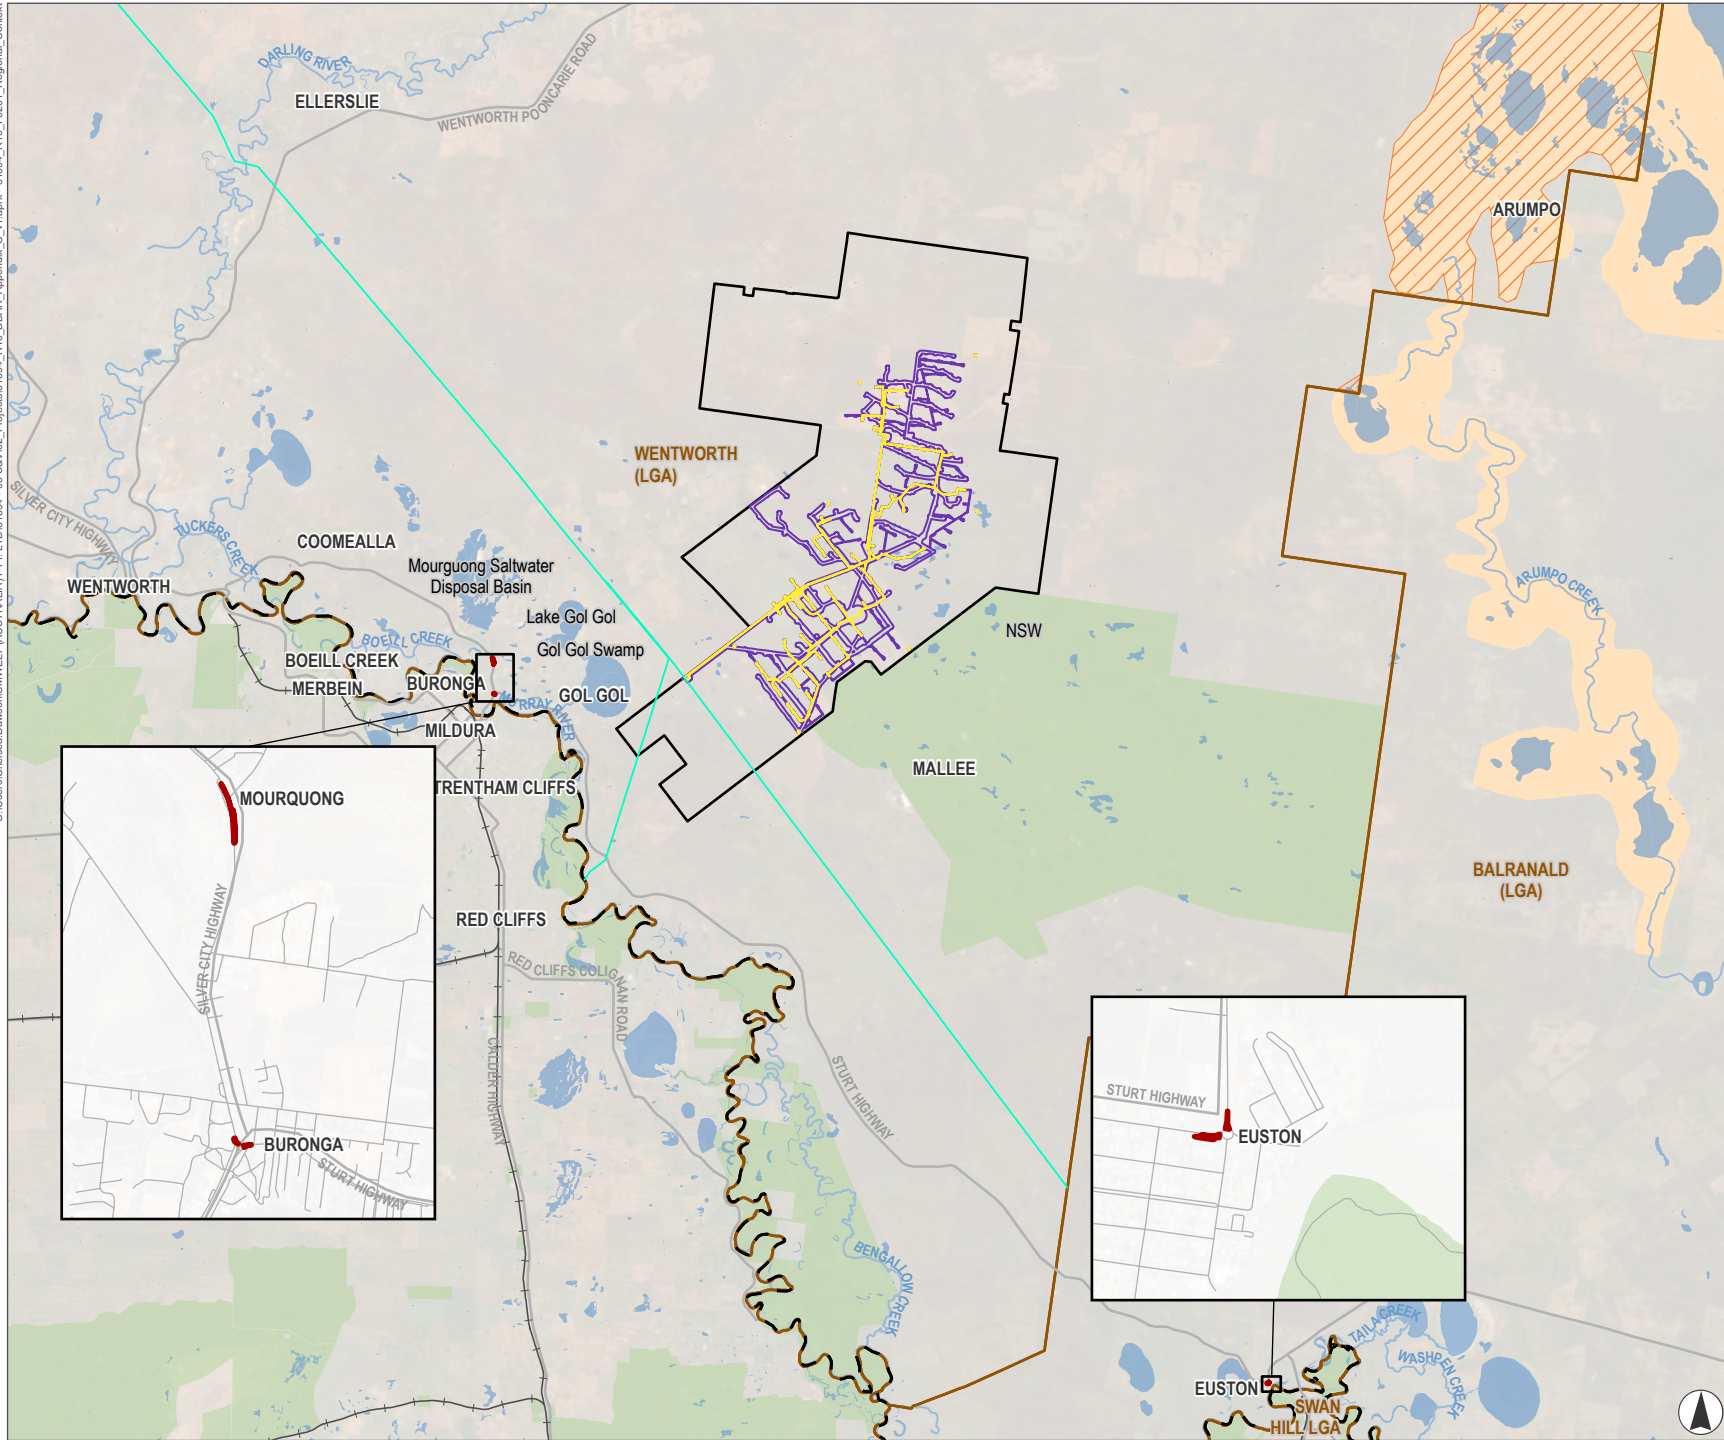 DARLING RIVER
ELLERSLIE
WENTWORTH POONCARIE ROAD
ARUMPO
WENTWORTH
(LGA)
SILVER CITY HIGHWAY
TUCKERS CREEK
COOMEALLA
Mourguong Saltwater
Disposal Basin
WENTWORTH
ARUMPO CREEK
Lake Gol Gol
NSW
BOEILL CREEK
Gol Gol Swamp
BOEILL CREEK
MERBEIN
BURONGA
GOL GOL
MURRAY RIVER
MILDURA
MALLEE
TRENTHAM CLIFFS
MOURQUONG
BALRANALD
(LGA)
RED CLIFFS
SILVER CITY HIGHWAY
RED CLIFFS COLIGNAN ROAD
CALDER HIGHWAY
STURT HIGHWAY
STURT HIGHWAY
EUSTON
BURONGA
STURT HIGHWAY
BENGALLOW CREEK
TAILA CREEK
WASHPEN CREEK
EUSTON
SWAN
HILL LGA